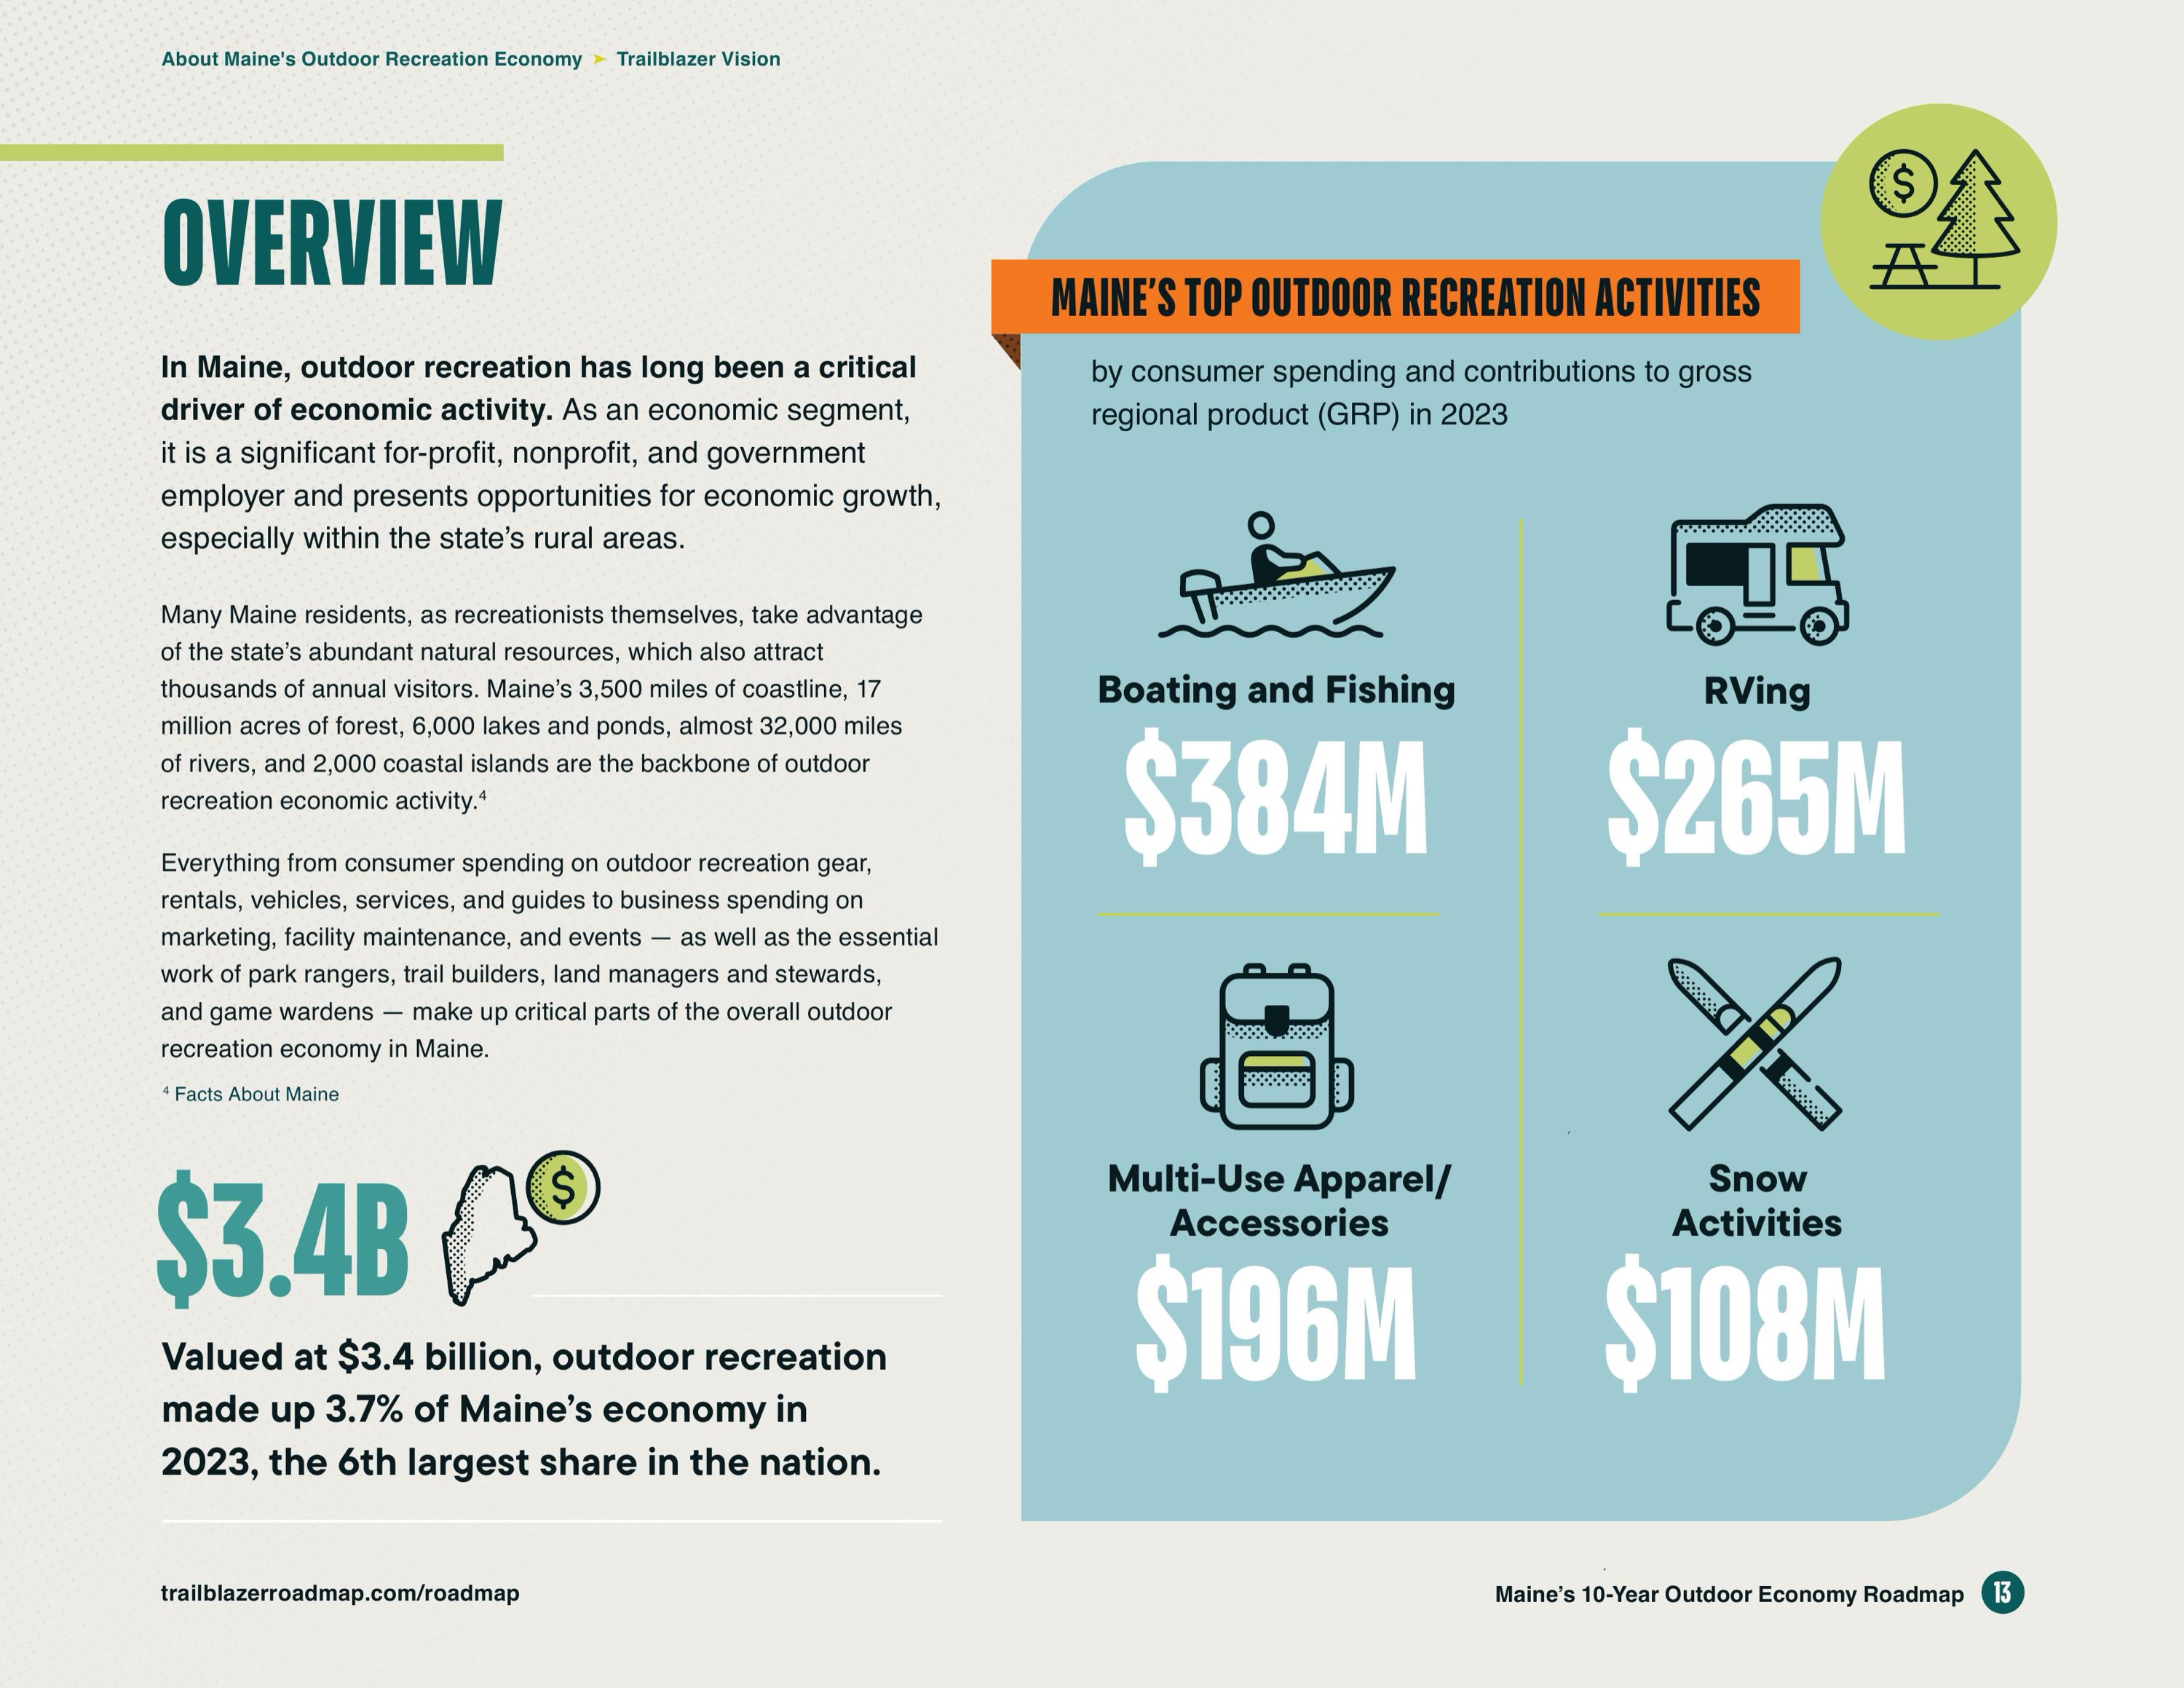 About Maine's Outdoor Recreation Economy ➤ Trailblazer Vision
OVERVIEW
In Maine, outdoor recreation has long been a critical
driver of economic activity. As an economic segment,
it is a significant for-profit, nonprofit, and government
employer and presents opportunities for economic growth,
especially within the state’s rural areas.
Many Maine residents, as recreationists themselves, take advantage
of the state’s abundant natural resources, which also attract
thousands of annual visitors. Maine’s 3,500 miles of coastline, 17
million acres of forest, 6,000 lakes and ponds, almost 32,000 miles
of rivers, and 2,000 coastal islands are the backbone of outdoor
recreation economic activity.⁴
Everything from consumer spending on outdoor recreation gear,
rentals, vehicles, services, and guides to business spending on
marketing, facility maintenance, and events — as well as the essential
work of park rangers, trail builders, land managers and stewards,
and game wardens — make up critical parts of the overall outdoor
recreation economy in Maine.
⁴ Facts About Maine
$3.4B
$
Valued at $3.4 billion, outdoor recreation
made up 3.7% of Maine’s economy in
2023, the 6th largest share in the nation.
$
MAINE’S TOP OUTDOOR RECREATION ACTIVITIES
by consumer spending and contributions to gross
regional product (GRP) in 2023
Boating and Fishing
$384M
RVing
$265M
Multi-Use Apparel/
Accessories
$196M
Snow
Activities
$108M
trailblazerroadmap.com/roadmap
Maine’s 10-Year Outdoor Economy Roadmap 13